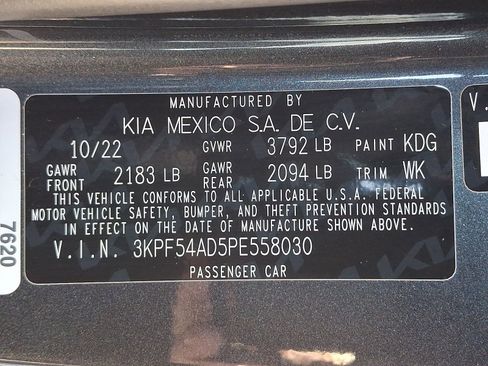 MANUFACTURED BY
KIA MEXICO S.A. DE C.V.
10/22 GVWR 3792 LB PAINT KDG
GAWR FRONT 2183 LB GAWR REAR 2094 LB TRIM WK
THIS VEHICLE CONFORMS TO ALL APPLICABLE U.S.A. FEDERAL
MOTOR VEHICLE SAFETY, BUMPER, AND THEFT PREVENTION STANDARDS
IN EFFECT ON THE DATE OF MANUFACTURE SHOWN ABOVE.
V.I.N. 3KPF54AD5PE558030
PASSENGER CAR
7620
V.